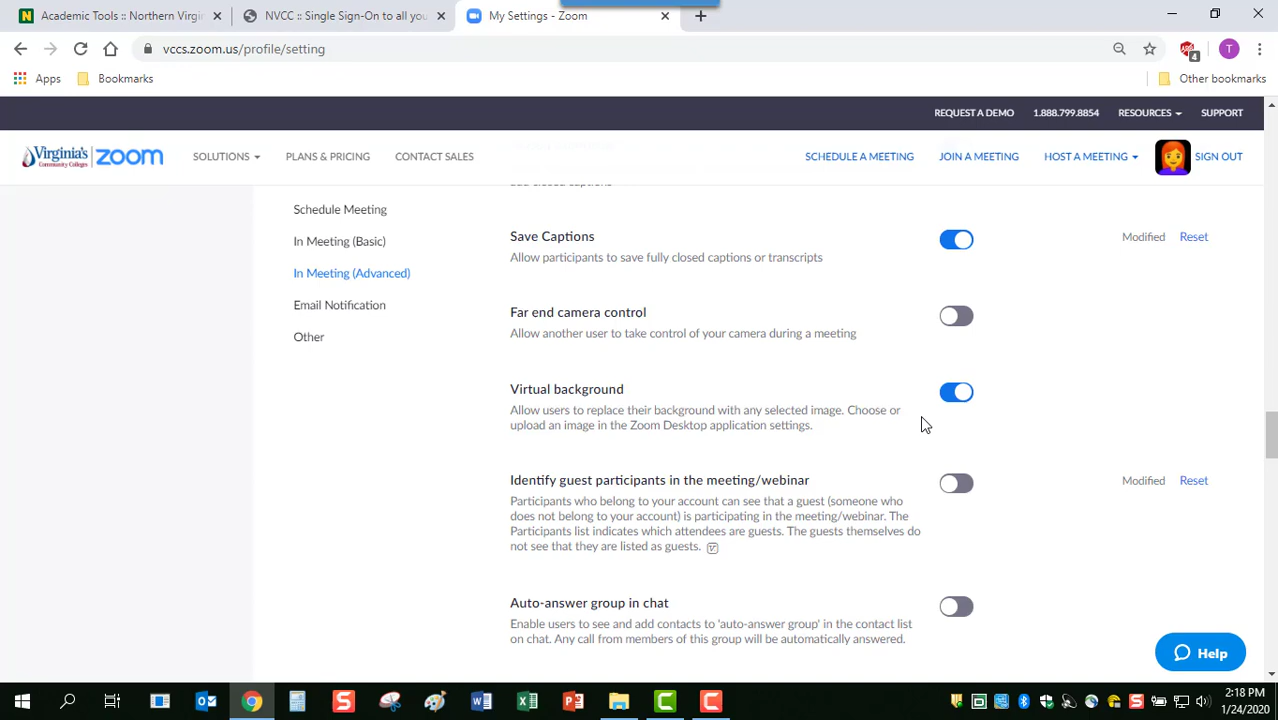 Academic Tools :: Northern Virgin
NVCC :: Single Sign-On to all you
My Settings - Zoom
vccs.zoom.us/profile/setting
4
T
Apps
Bookmarks
Other bookmarks
REQUEST A DEMO
1.888.799.8854
RESOURCES
SUPPORT
Virginia's
Community Colleges
zoom
SOLUTIONS
PLANS & PRICING
CONTACT SALES
SCHEDULE A MEETING
JOIN A MEETING
HOST A MEETING
SIGN OUT
add closed captions
Schedule Meeting
In Meeting (Basic)
In Meeting (Advanced)
Email Notification
Other
Save Captions
Modified
Reset
Allow participants to save fully closed captions or transcripts
Far end camera control
Allow another user to take control of your camera during a meeting
Virtual background
Allow users to replace their background with any selected image. Choose or
upload an image in the Zoom Desktop application settings.
Identify guest participants in the meeting/webinar
Modified
Reset
Participants who belong to your account can see that a guest (someone who
does not belong to your account) is participating in the meeting/webinar. The
Participants list indicates which attendees are guests. The guests themselves do
not see that they are listed as guests.
Auto-answer group in chat
Enable users to see and add contacts to 'auto-answer group' in the contact list
on chat. Any call from members of this group will be automatically answered.
Help
2:18 PM
1/24/2020